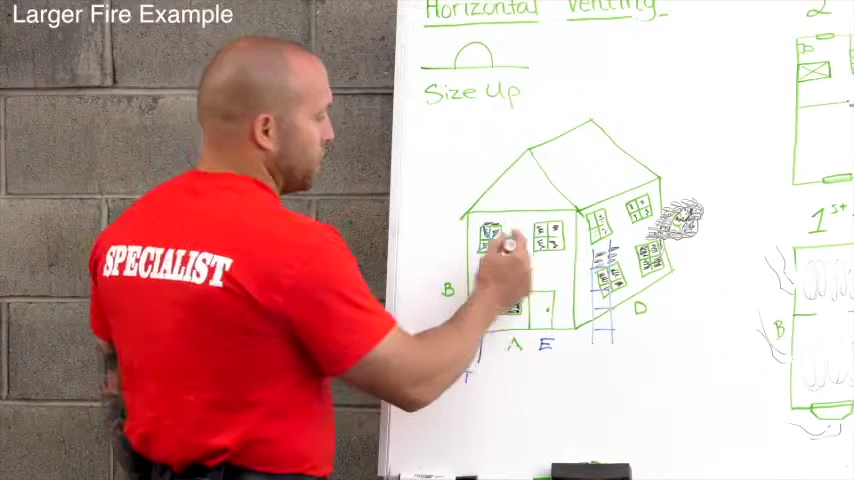 Larger Fire Example
Horizontal Venting
2
Size Up
SPECIALIST
1st
B
D
B
A E
T